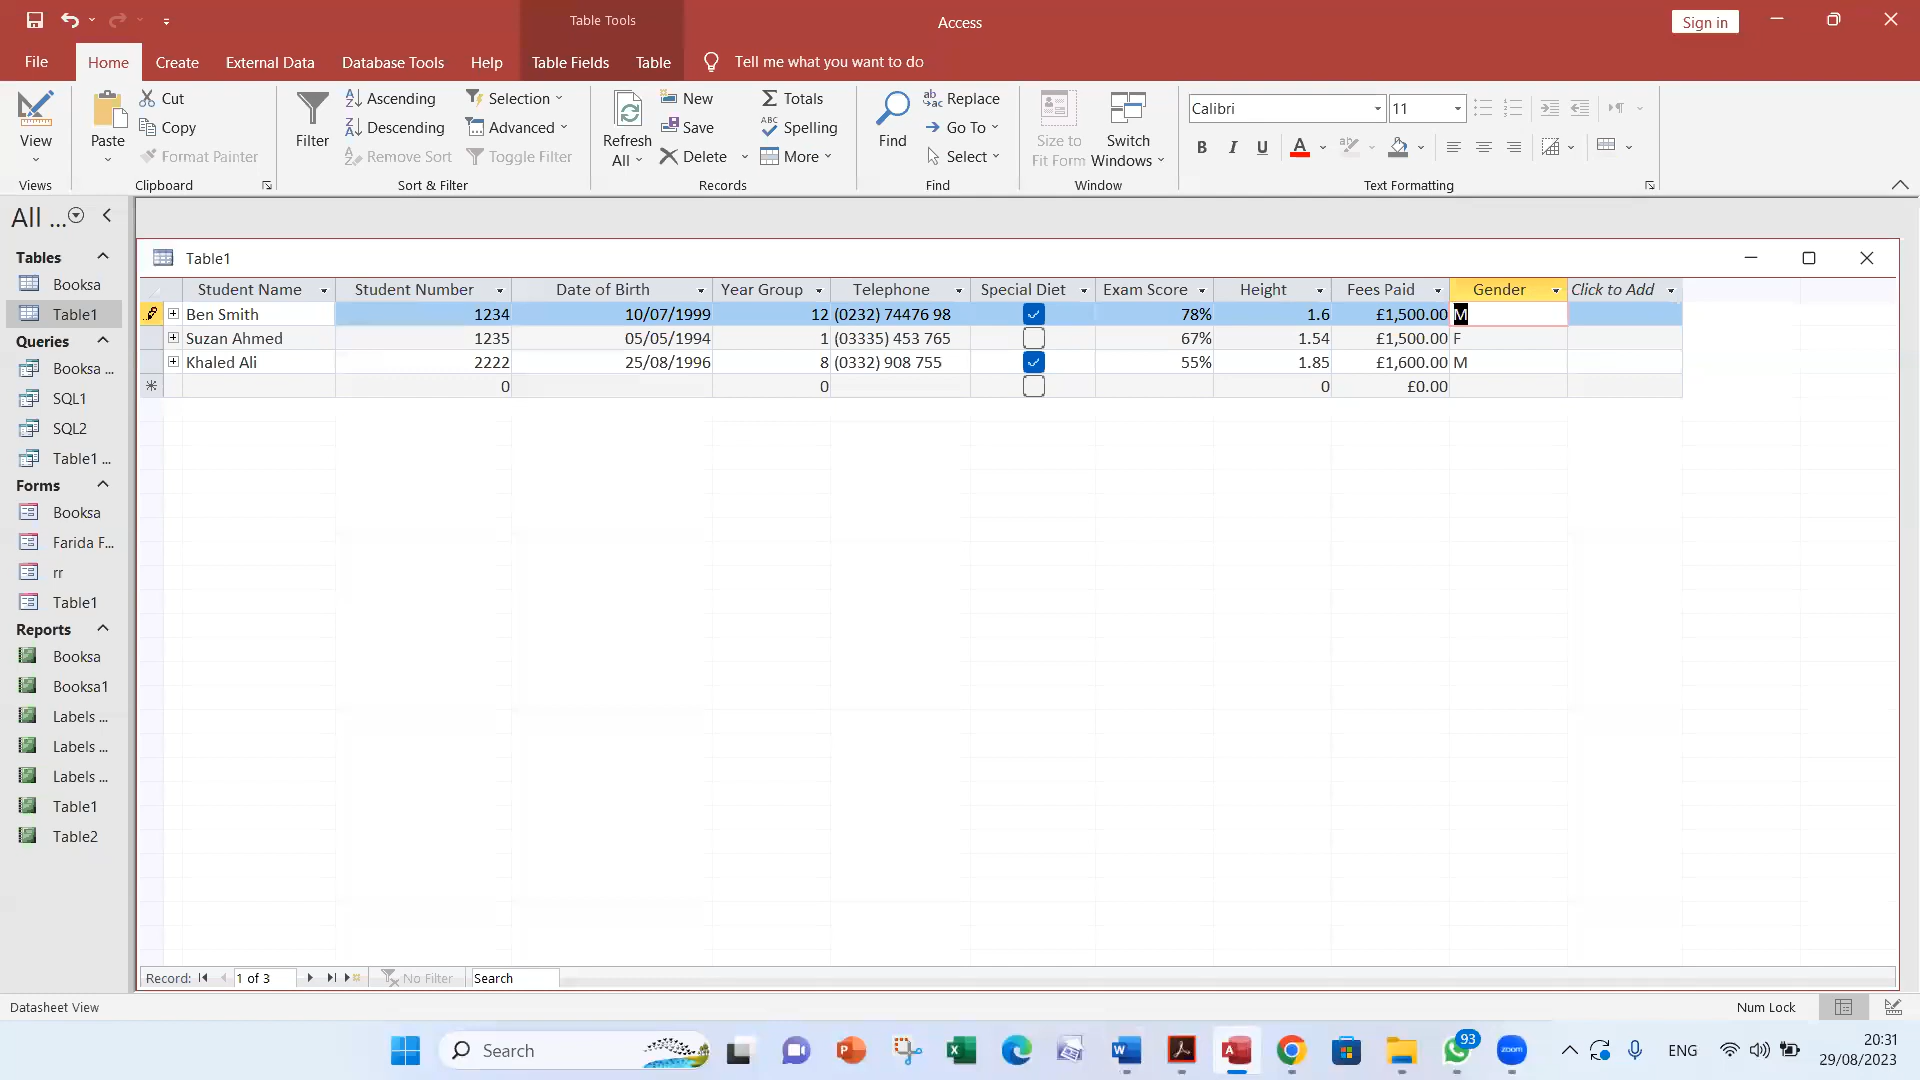 Table Tools
Access
Sign in
File
Home
Create
External Data
Database Tools
Help
Table Fields
Table
Tell me what you want to do
View
Paste
Cut
Copy
Format Painter
Filter
Ascending
Descending
Remove Sort
Selection
Advanced
Toggle Filter
Refresh
All
New
Save
Delete
Totals
Spelling
More
Find
Replace
Go To
Select
Size to
Fit Form
Switch
Windows
Calibri
11
B I U A
Views
Clipboard
Sort & Filter
Records
Find
Window
Text Formatting
All ...
Tables
Booksa
Table1
Queries
Booksa ...
SQL1
SQL2
Table1 ...
Forms
Booksa
Farida F...
rr
Table1
Reports
Booksa
Booksa1
Labels ...
Labels ...
Labels ...
Table1
Table2
Table1
Student Name Student Number Date of Birth Year Group Telephone Special Diet Exam Score Height Fees Paid Gender Click to Add
Ben Smith 1234 10/07/1999 12 (0232) 74476 98 78% 1.6 £1,500.00 M
Suzan Ahmed 1235 05/05/1994 1 (03335) 453 765 67% 1.54 £1,500.00 F
Khaled Ali 2222 25/08/1996 8 (0332) 908 755 55% 1.85 £1,600.00 M
0 0 0 £0.00
Record: 1 of 3 No Filter Search
Datasheet View
Num Lock
Search
93
zoom
ENG
20:31
29/08/2023